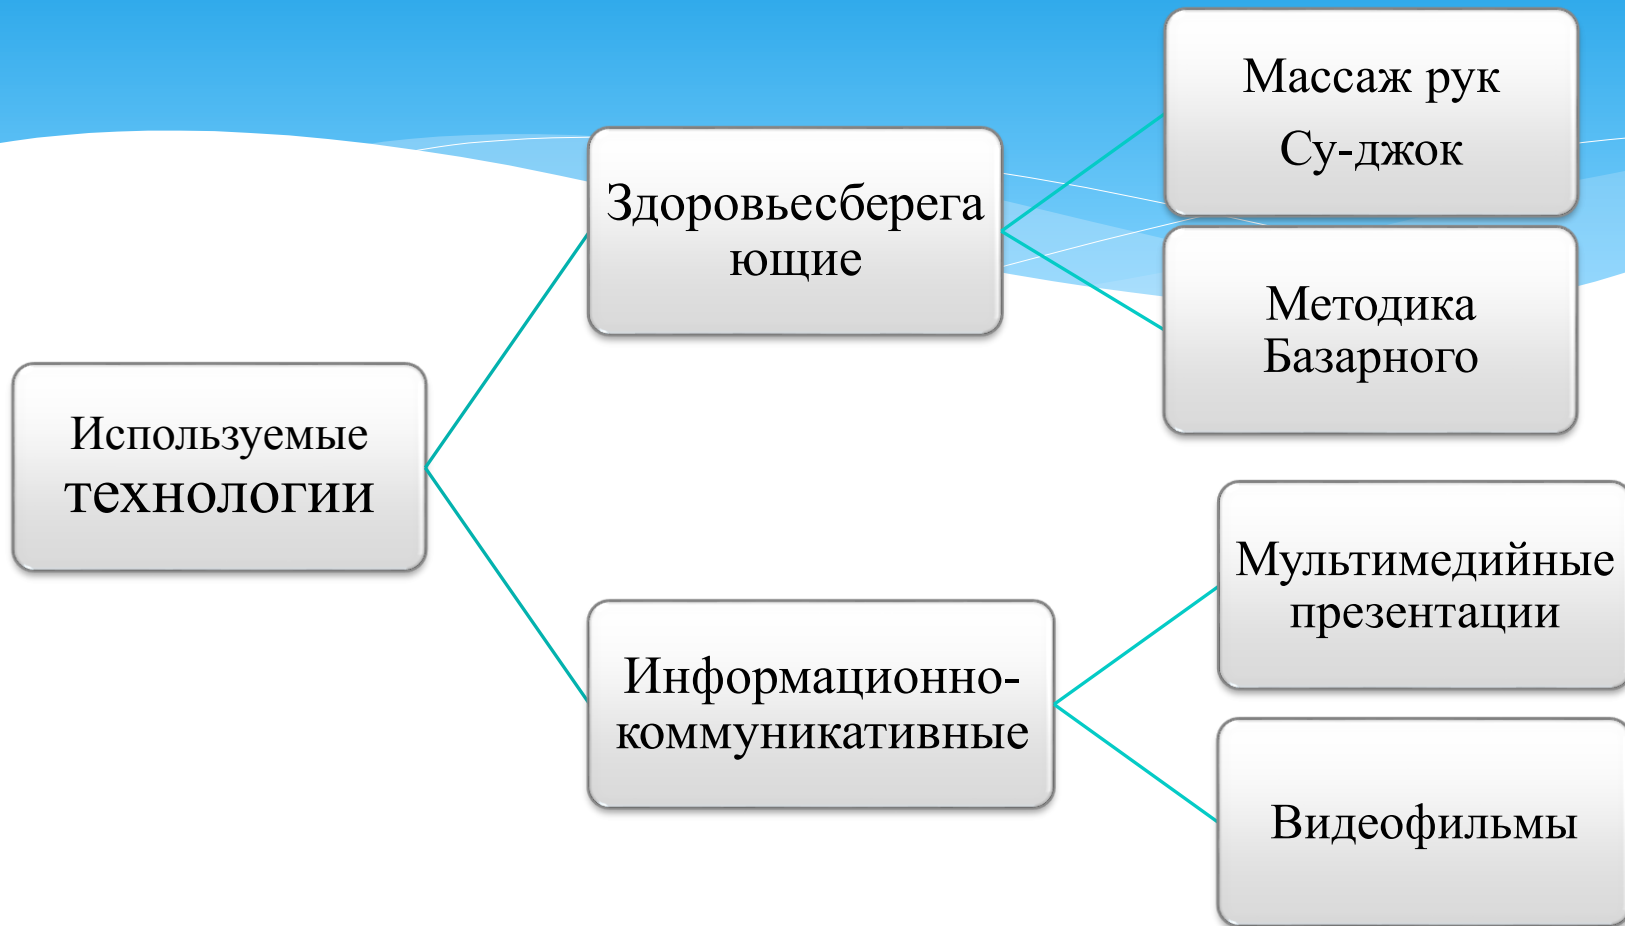 Используемые
технологии
Здоровьесберега
ющие
Массаж рук
Су-джок
Методика
Базарного
Информационно-
коммуникативные
Мультимедийные
презентации
Видеофильмы